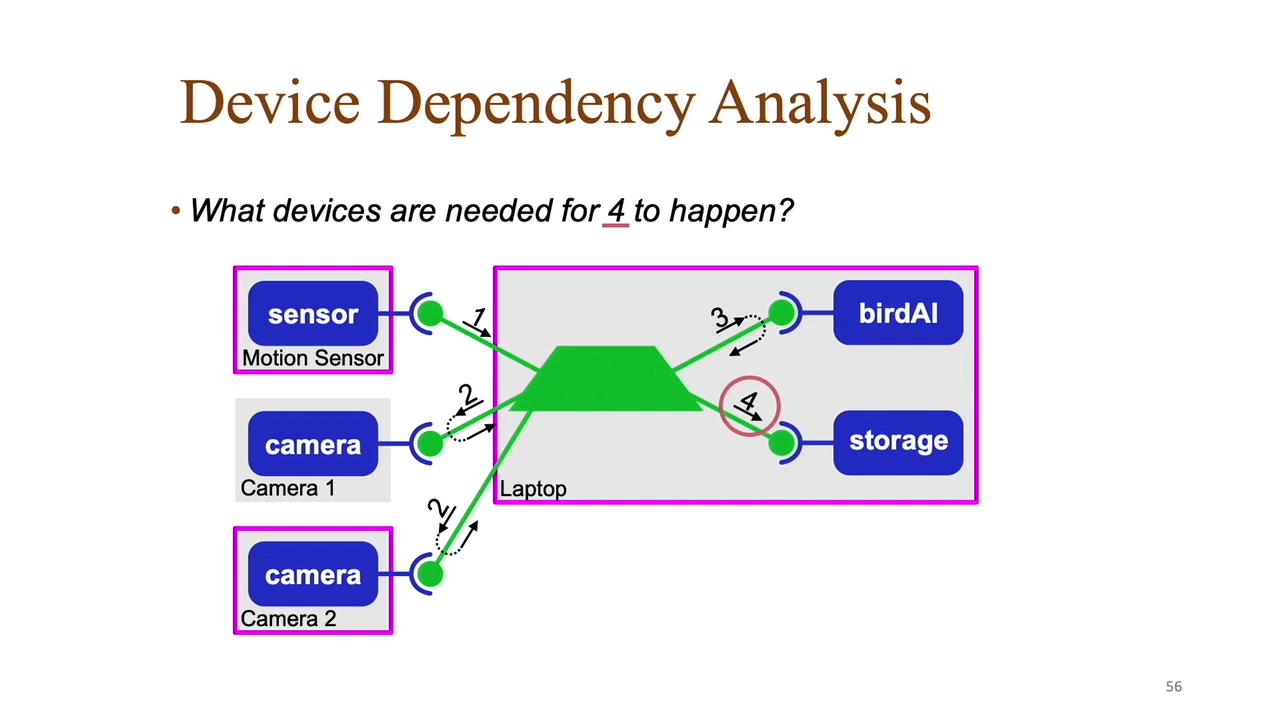 Device Dependency Analysis
• What devices are needed for 4 to happen?
sensor
Motion Sensor
1
3
birdAI
2
4
camera
Camera 1
storage
Laptop
2
camera
Camera 2
56